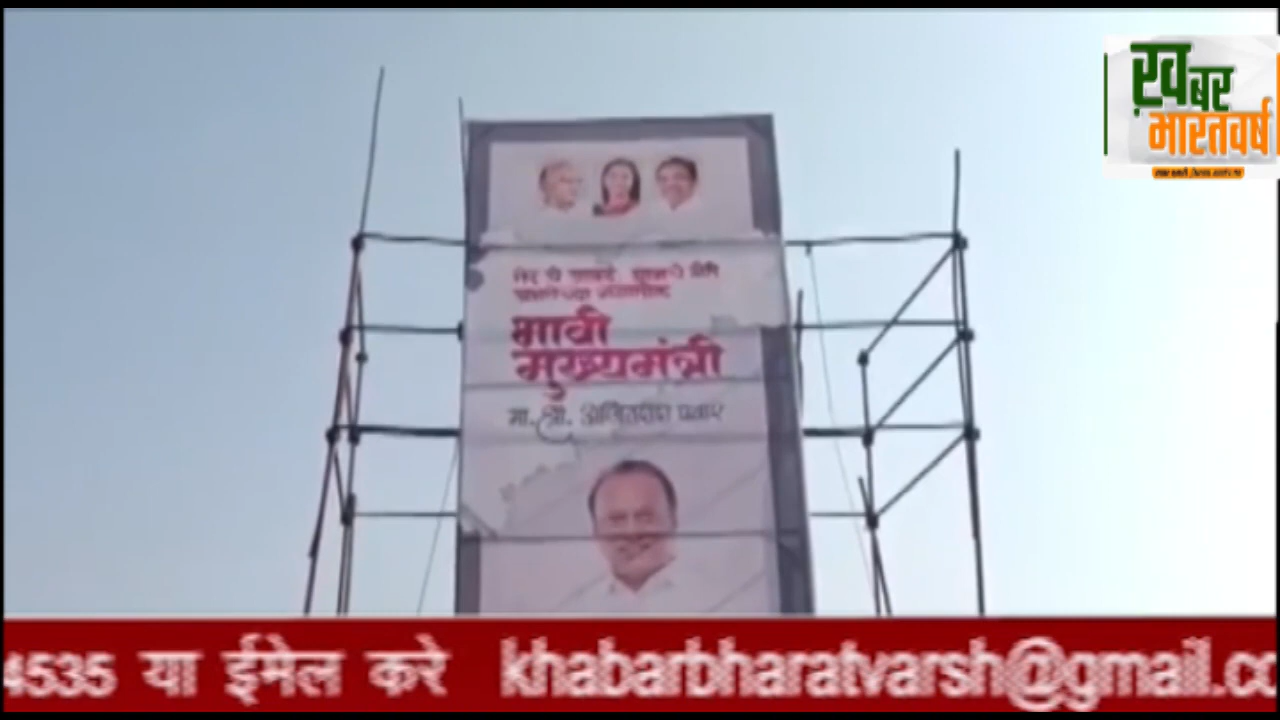 ख़बर
भारतवर्ष
भावी
मुख्यमंत्री
मा. श्री. अजितदादा पवार
4535 या ईमेल करे khabarbharatvarsh@gmail.co